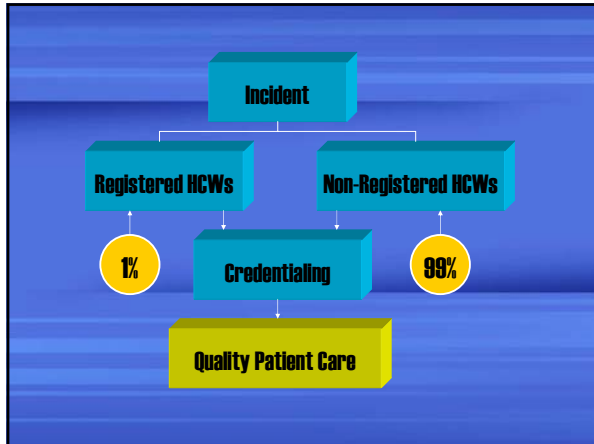 Incident
Registered HCWs
Non-Registered HCWs
1%
Credentialing
99%
Quality Patient Care